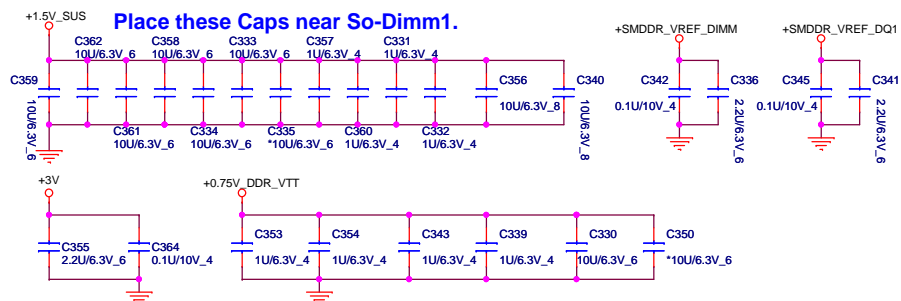 Place these Caps near So-Dimm1.
+1.5V_SUS
C362
10U/6.3V_6
C358
10U/6.3V_6
C333
10U/6.3V_6
C357
1U/6.3V_4
C331
1U/6.3V_4
C359
10U/6.3V_6
C361
10U/6.3V_6
C334
10U/6.3V_6
C335
*10U/6.3V_6
C360
1U/6.3V_4
C332
1U/6.3V_4
C356
10U/6.3V_8
C340
10U/6.3V_8
+SMDDR_VREF_DIMM
C342
0.1U/10V_4
C336
2.2U/6.3V_6
+SMDDR_VREF_DQ1
C345
0.1U/10V_4
C341
2.2U/6.3V_6
+3V
C355
2.2U/6.3V_6
C364
0.1U/10V_4
+0.75V_DDR_VTT
C353
1U/6.3V_4
C354
1U/6.3V_4
C343
1U/6.3V_4
C339
1U/6.3V_4
C330
10U/6.3V_6
C350
*10U/6.3V_6